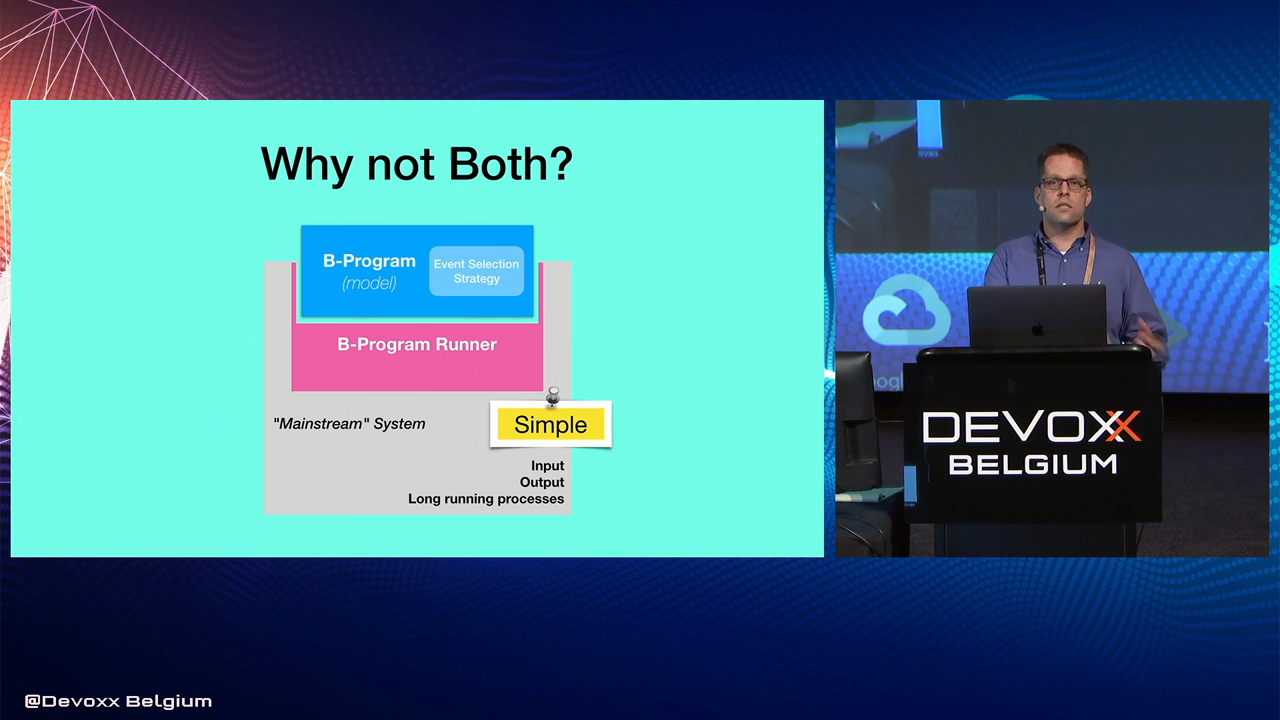 Why not Both?
B-Program
(model)
Event Selection
Strategy
B-Program Runner
"Mainstream" System
Simple
Input
Output
Long running processes
DEVOXX
BELGIUM
@Devoxx Belgium